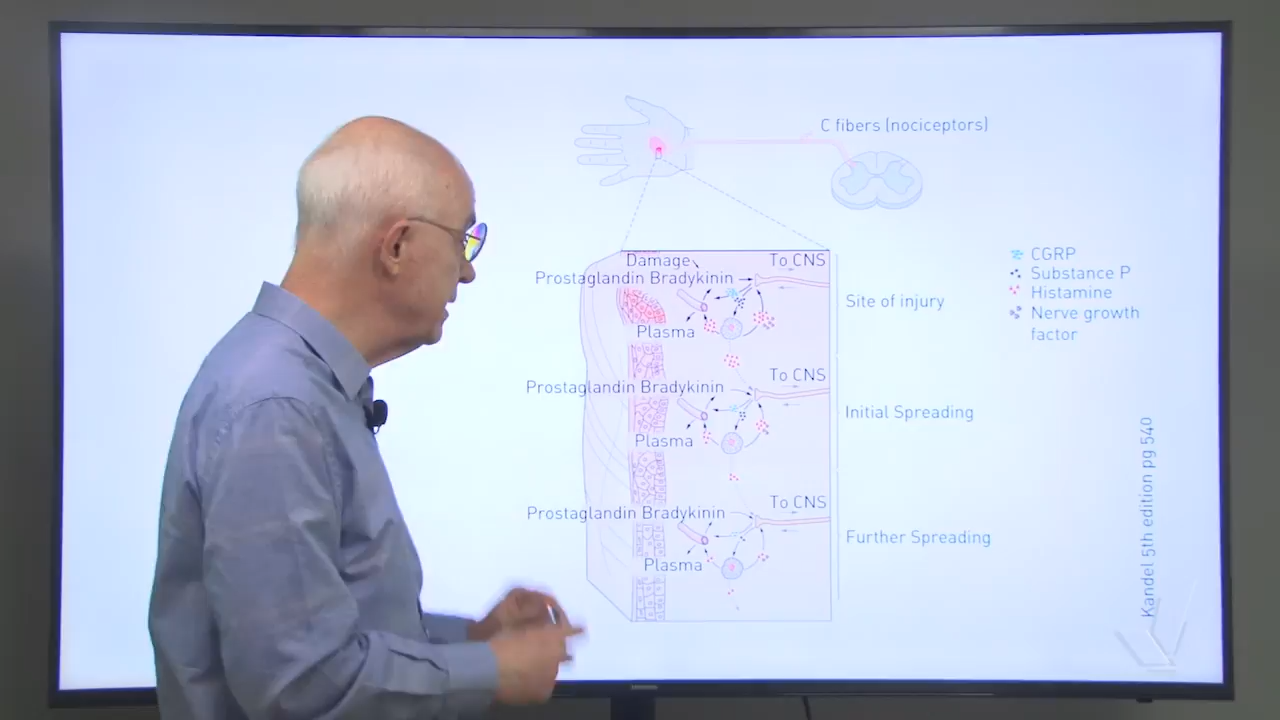 C fibers (nociceptors)
Damage
To CNS
Prostaglandin Bradykinin
Plasma
Site of injury
To CNS
Prostaglandin Bradykinin
Plasma
Initial Spreading
To CNS
Prostaglandin Bradykinin
Plasma
Further Spreading
CGRP
Substance P
Histamine
Nerve growth
factor
Kandel 5th edition pg 540